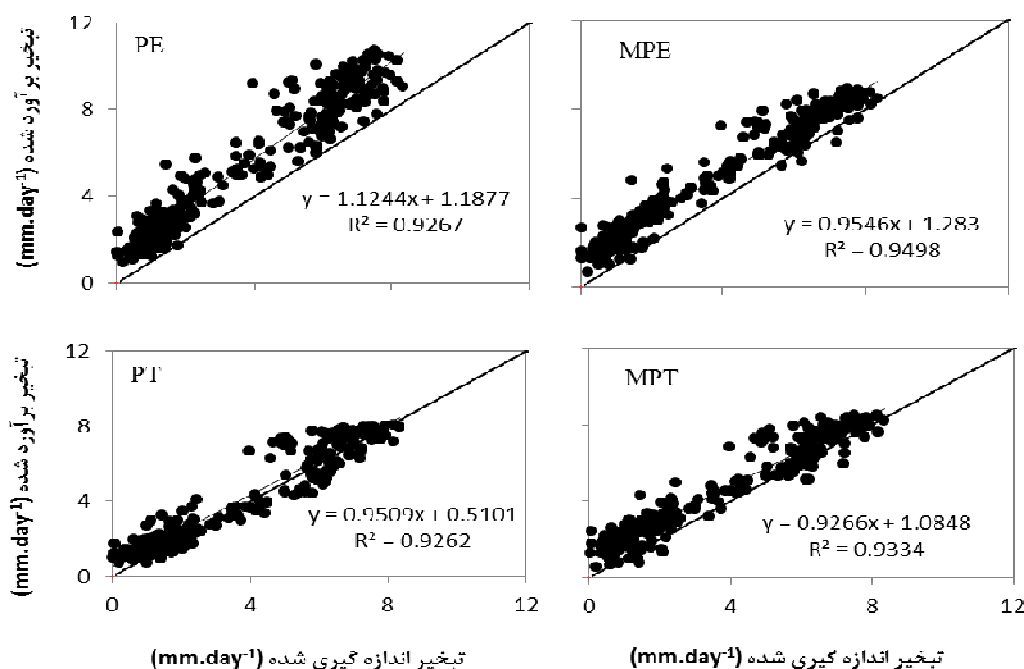 12
8
4
0
PE
y = 1.1244x + 1.1877
R² = 0.9267
تبخیر برآورد شده (mm.day-1)
MPE
y = 0.9546x + 1.283
R² = 0.9498
12
8
4
0
PT
y = 0.9509x + 0.5101
R² = 0.9262
0 4 8 12
تبخیر برآورد شده (mm.day-1)
MPT
y = 0.9266x + 1.0848
R² = 0.9334
0 4 8 12
تبخیر اندازه گیری شده (mm.day-1)
تبخیر اندازه گیری شده (mm.day-1)